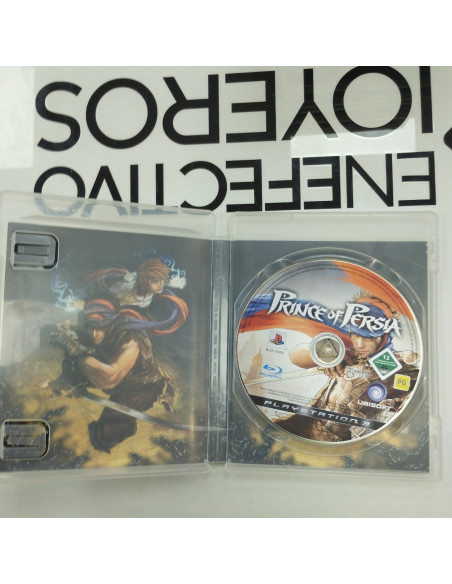 JOYEROS
ENEFECTIVO
PRINCE OF PERSIA
12
PG
UBISOFT
PLAYSTATION 3